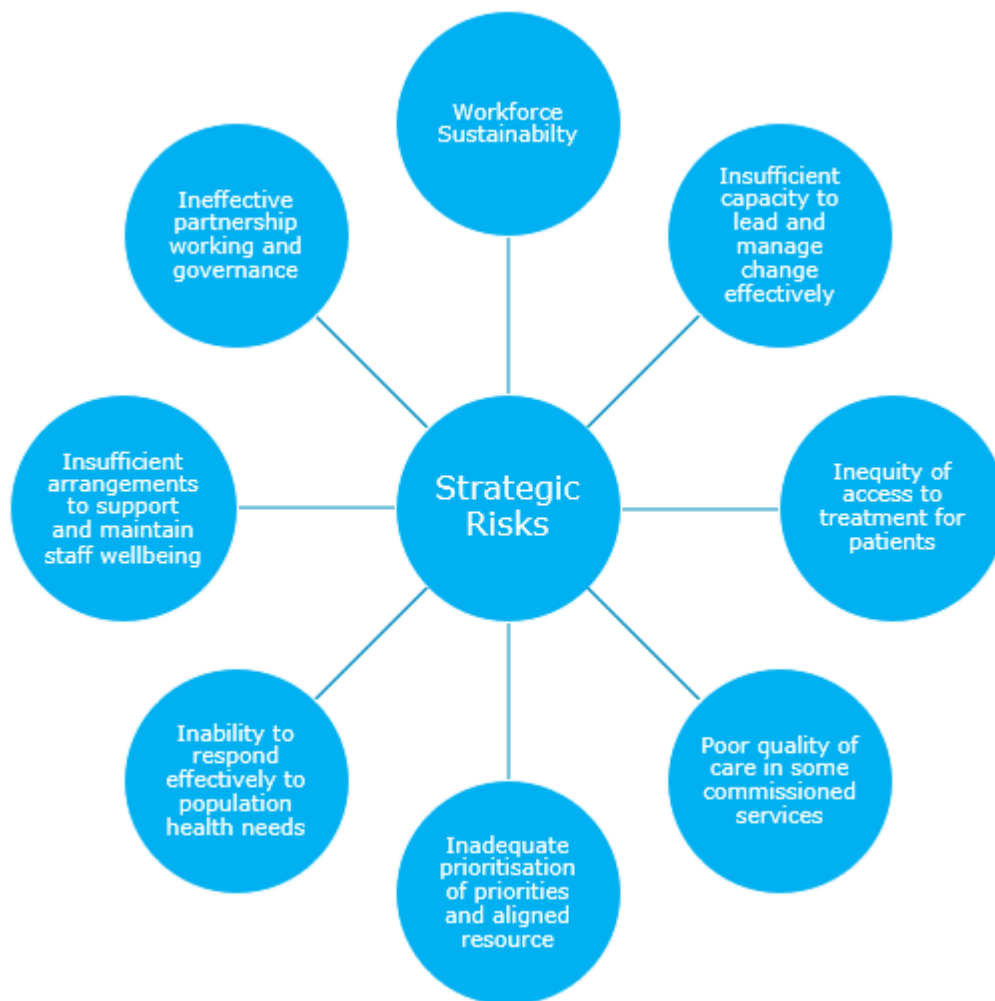 Workforce
Sustainabilty
Insufficient
capacity to
lead and
manage
change
effectively
Inequity of
access to
treatment for
patients
Poor quality of
care in some
commissioned
services
Inadequate
prioritisation
of priorities
and aligned
resource
Inability to
respond
effectively to
population
health needs
Insufficient
arrangements
to support
and maintain
staff wellbeing
Ineffective
partnership
working and
governance
Strategic
Risks